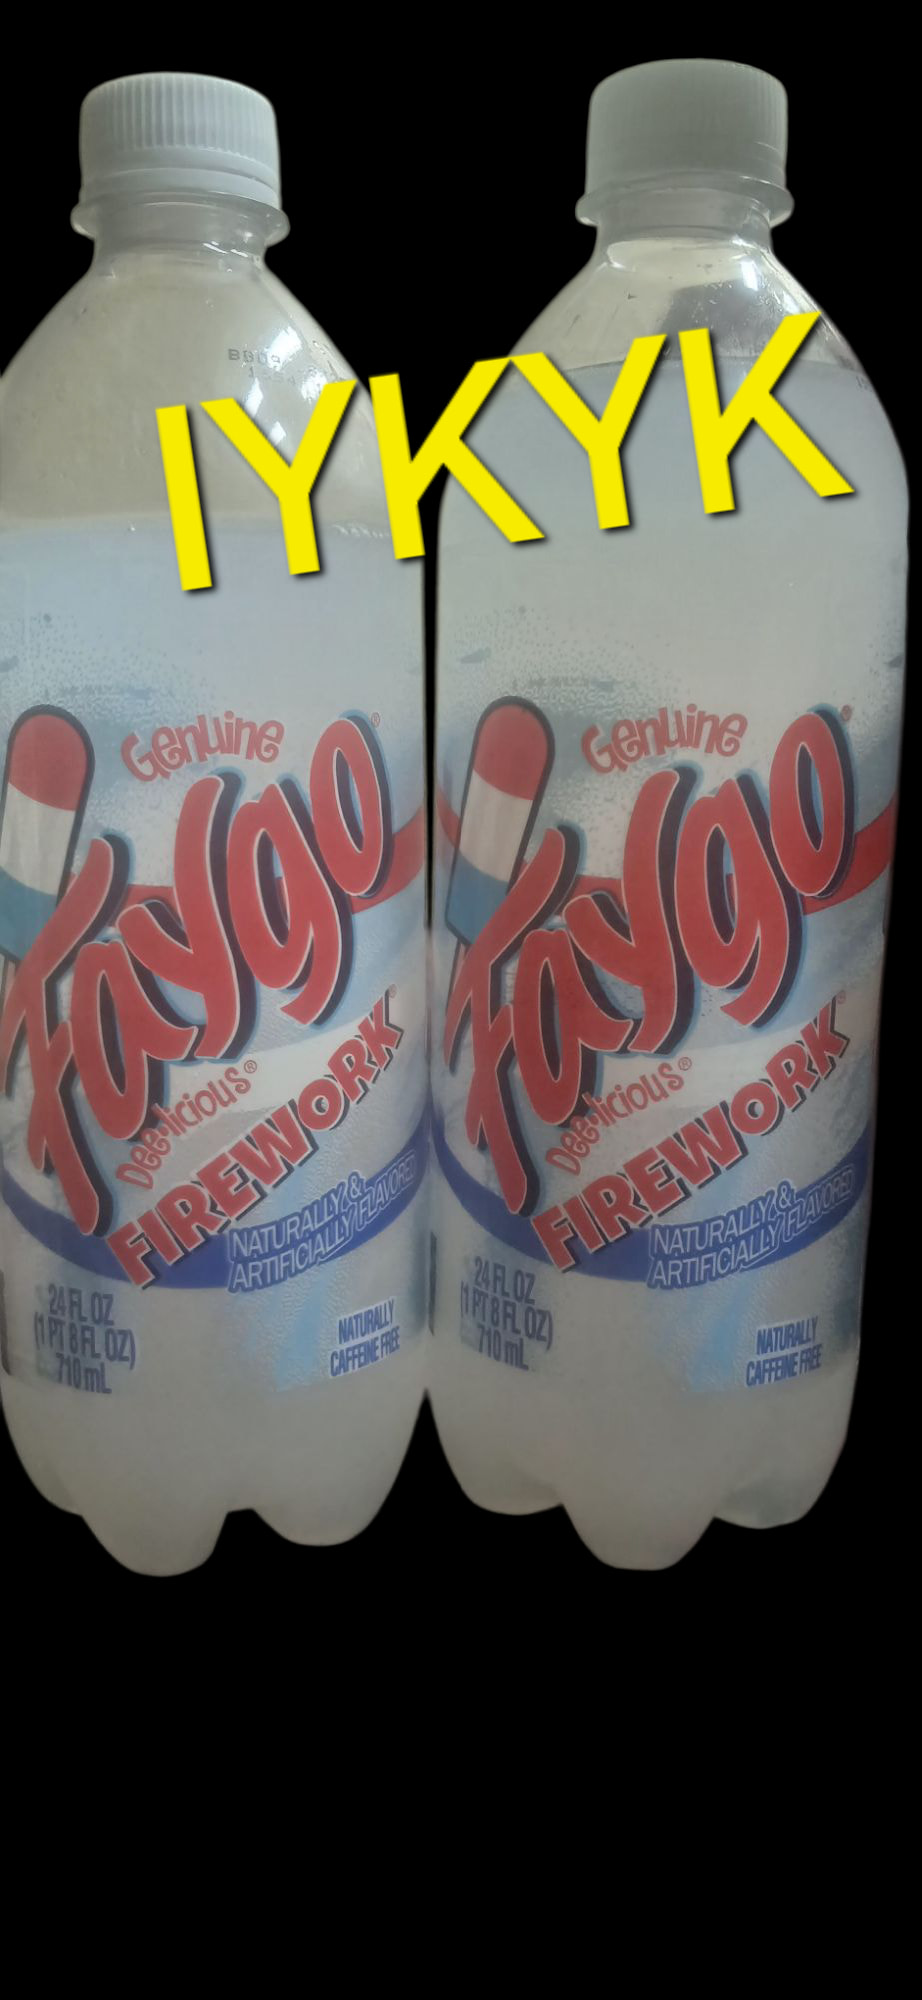 IYKYK
Genuine
Faygo®
Dee•licious®
FIREWORK®
NATURALLY &
ARTIFICIALLY FLAVORED
24 FL OZ
(1 PT 8 FL OZ)
710 mL
NATURALLY
CAFFEINE FREE
Genuine
Faygo®
Dee•licious®
FIREWORK®
NATURALLY &
ARTIFICIALLY FLAVORED
24 FL OZ
(1 PT 8 FL OZ)
710 mL
NATURALLY
CAFFEINE FREE